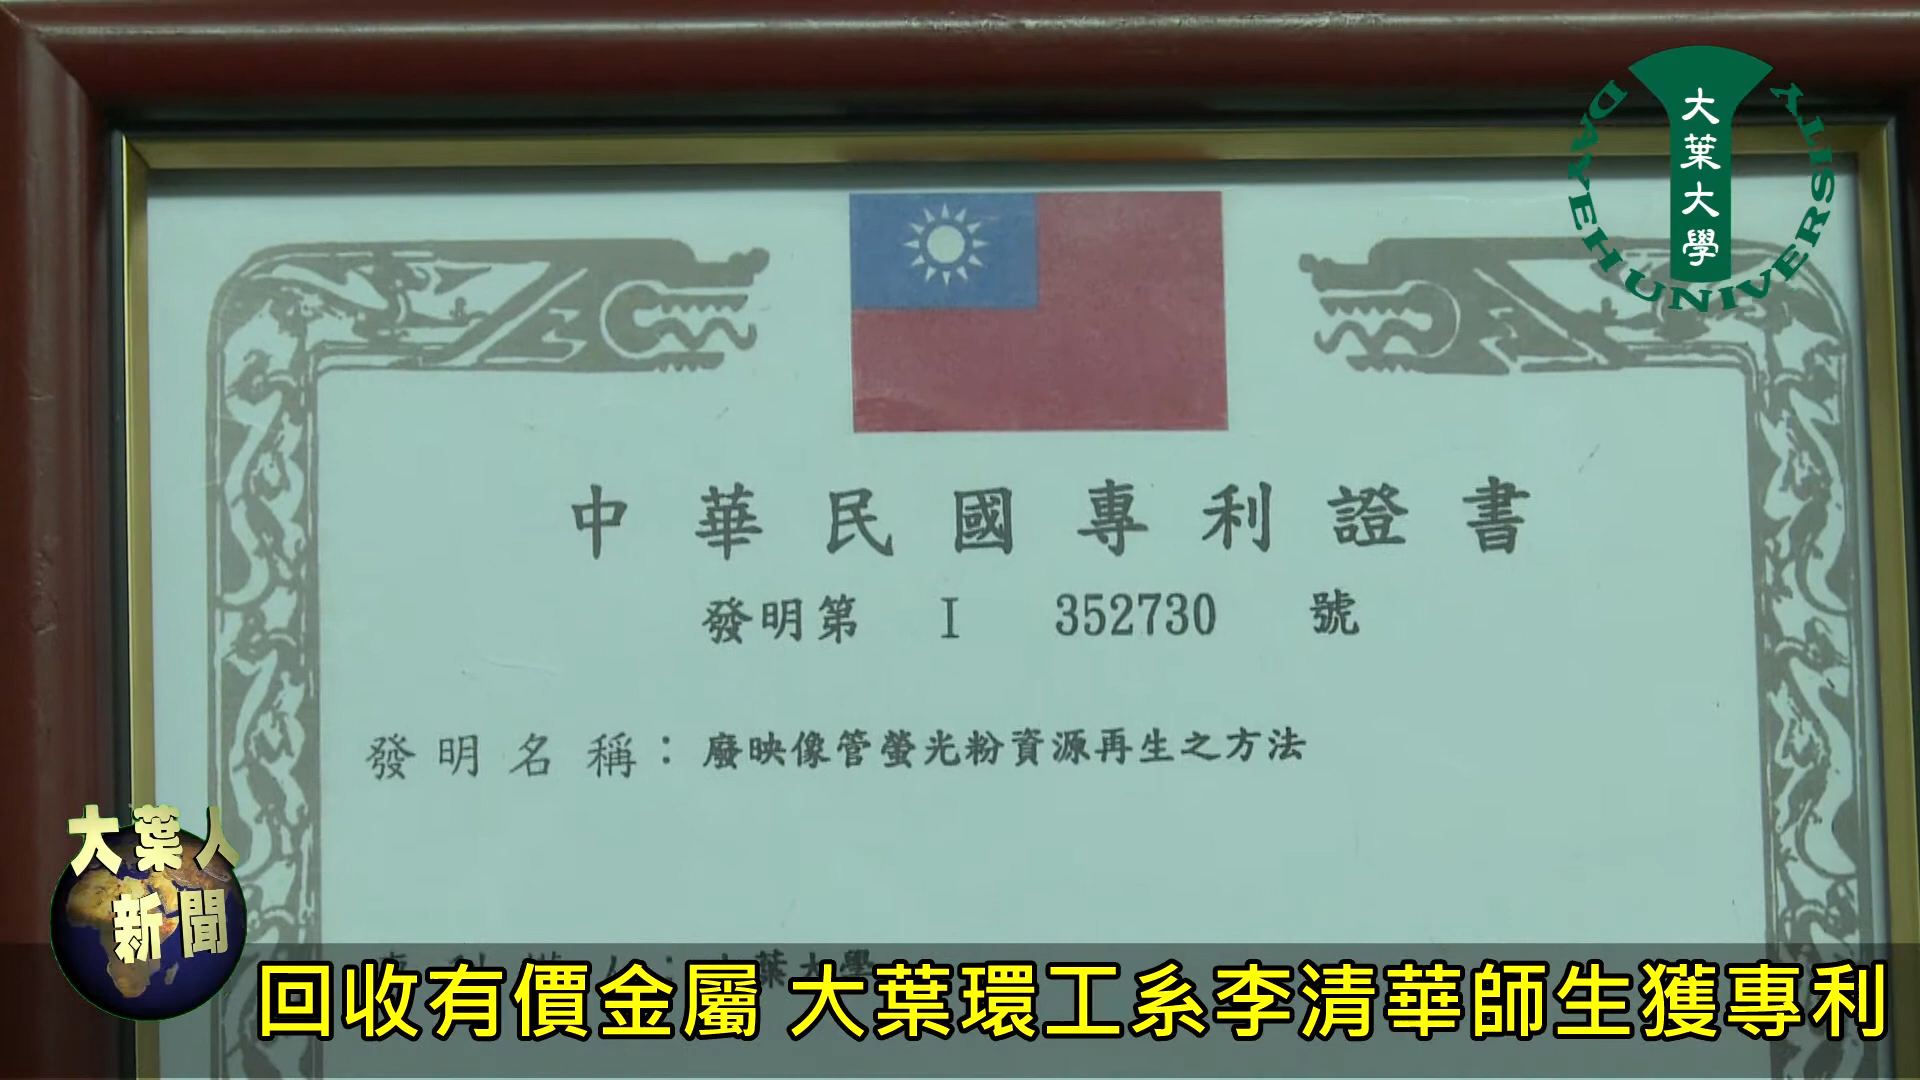 大葉大學
DAYEH UNIVERSITY
中華民國專利證書
發明第 I 352730 號
發明名稱：廢映像管螢光粉資源再生之方法
大葉人
新聞
回收有價金屬 大葉環工系李清華師生獲專利